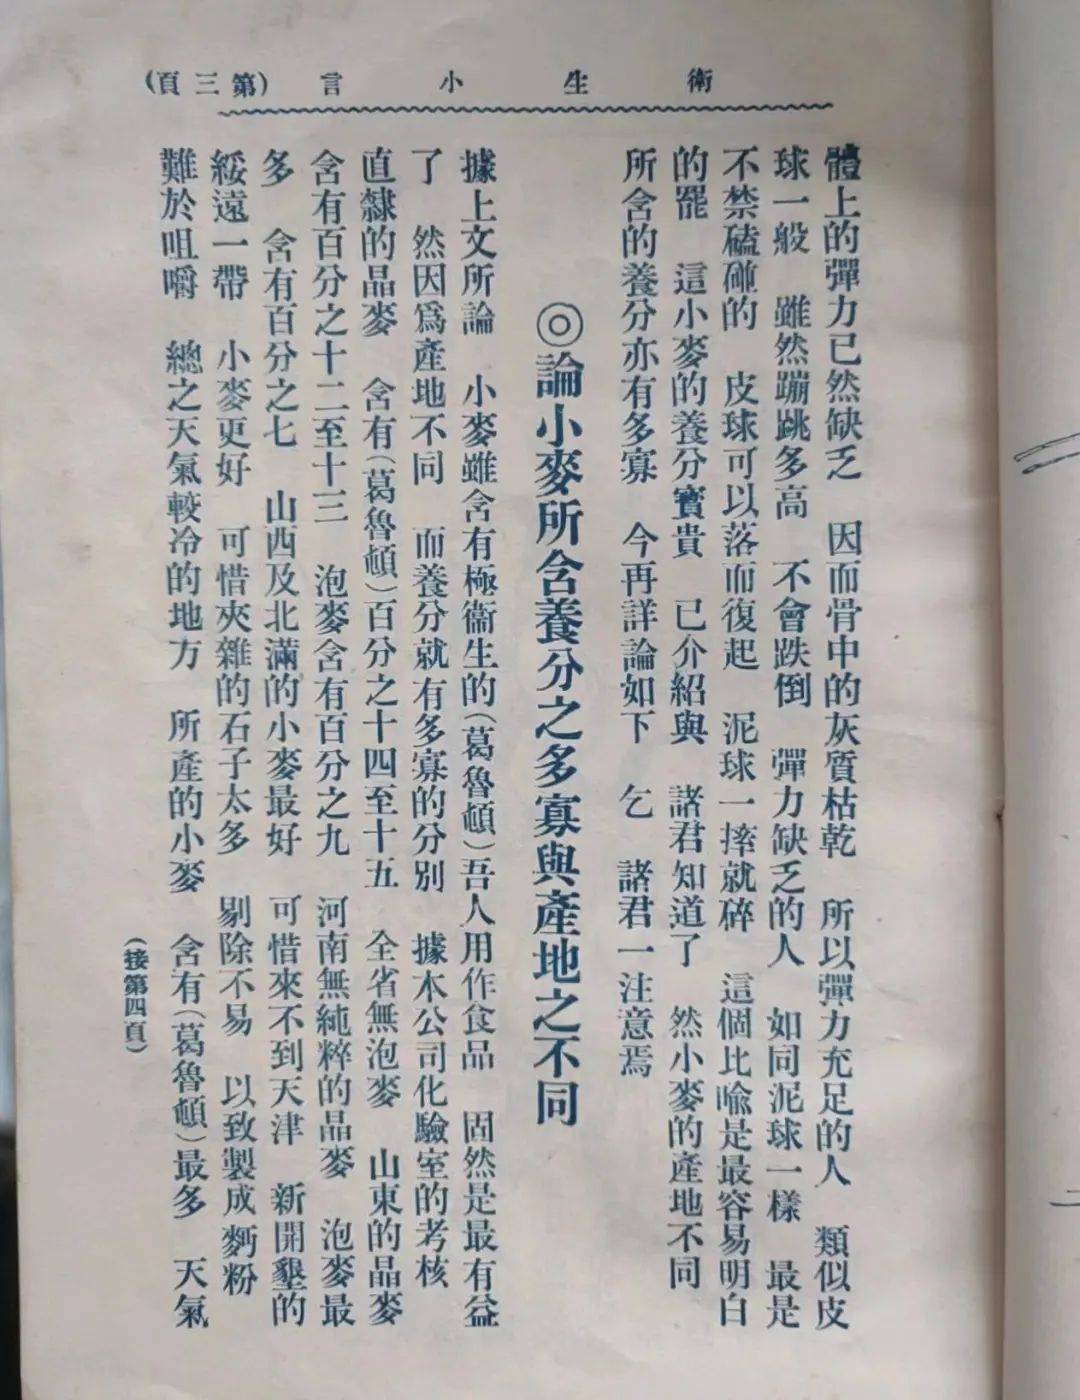 衛生小言 (第三頁)
體上的彈力已然缺乏　因而骨中的灰質枯乾　所以彈力充足的人　類似皮
球一般　雖然蹦跳多高　不會跌倒　彈力缺乏的人　如同泥球一樣　最是
不禁磕碰的　皮球可以落而復起　泥球一摔就碎　這個比喻是最容易明白
的罷　這小麥的養分寶貴　已介紹與　諸君知道了　然小麥的產地不同
所含的養分亦有多寡　今再詳論如下　乞　諸君一注意焉
◎論小麥所含養分之多寡與產地之不同
據上文所論　小麥雖含有極衞生的(葛魯頓)吾人用作食品　固然是最有益
了　然因爲產地不同　而養分就有多寡的分別　據木公司化驗室的考核
直隸的晶麥　含有(葛魯頓)百分之十四至十五　全省無泡麥　山東的晶麥
含有百分之十二至十三　泡麥含有百分之九　河南無純粹的晶麥　泡麥最
多　含有百分之七　山西及北滿的小麥最好　可惜來不到天津　新開墾的
綏遠一帶　小麥更好　可惜夾雜的石子太多　剔除不易　以致製成麪粉
難於咀嚼　總之天氣較冷的地方　所產的小麥　含有(葛魯頓)最多　天氣
(接第四頁)